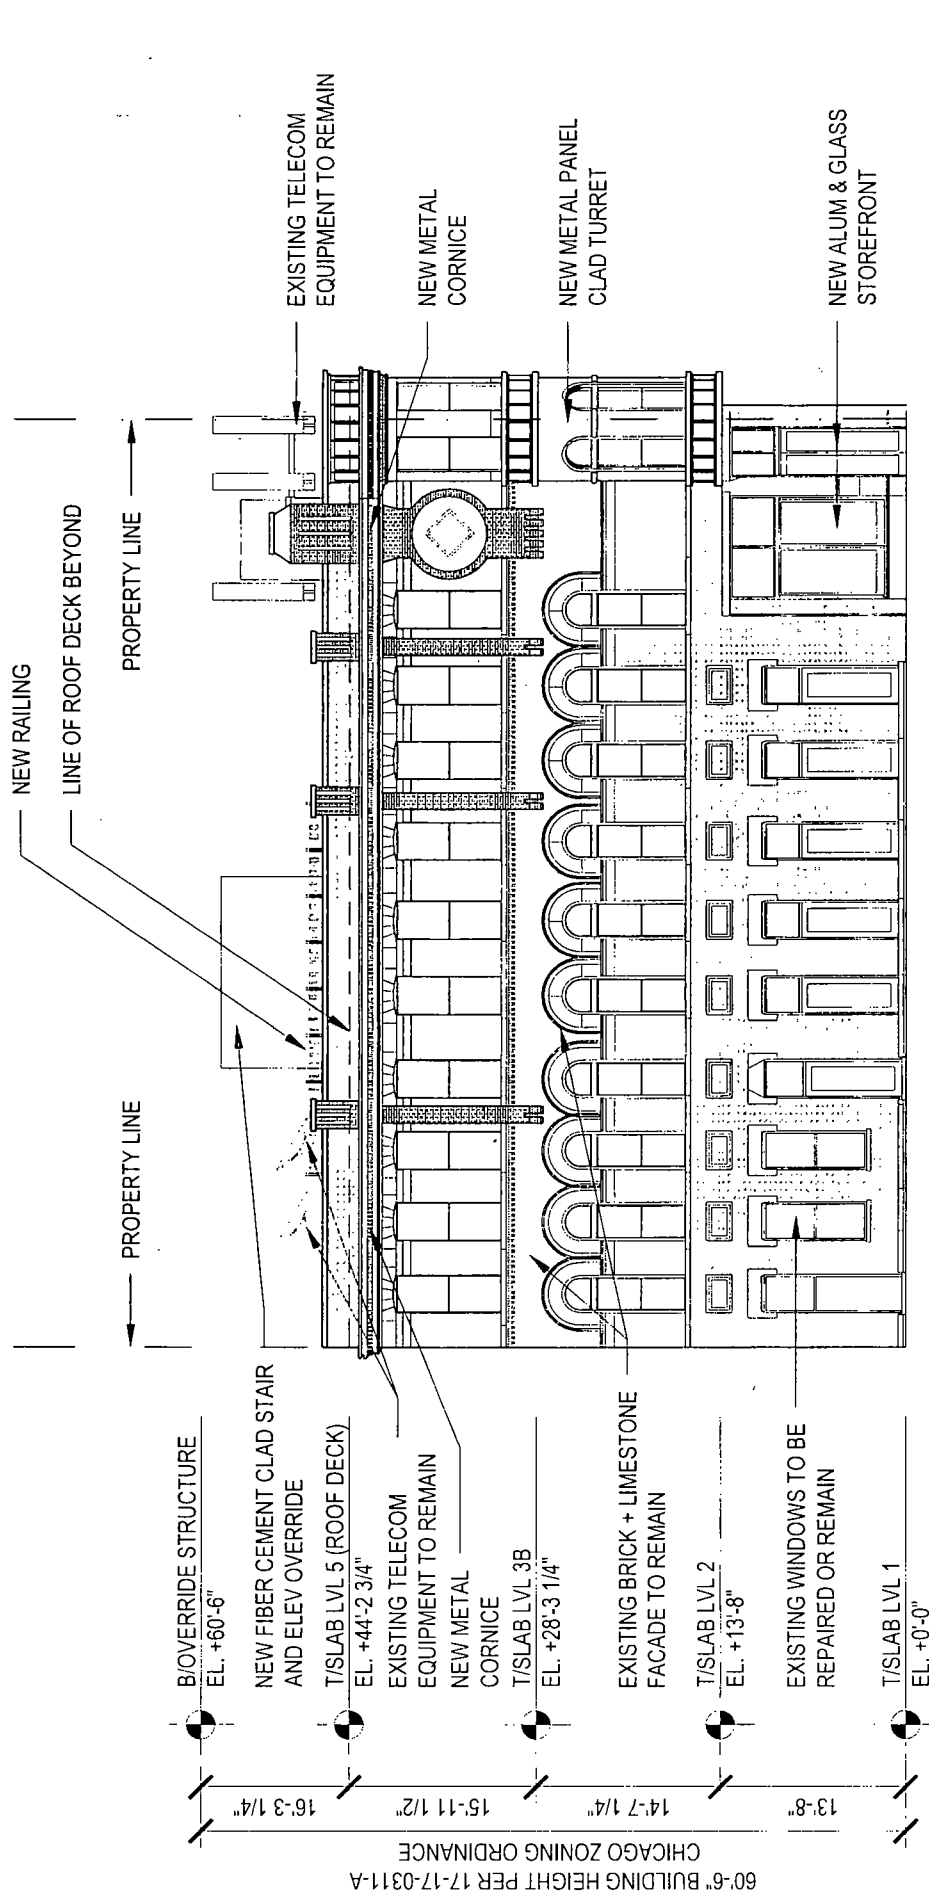 NEW RAILING
LINE OF ROOF DECK BEYOND
PROPERTY LINE
PROPERTY LINE
B/OVERRIDE STRUCTURE
EL. +60'-6"
NEW FIBER CEMENT CLAD STAIR
AND ELEV OVERRIDE
T/SLAB LVL 5 (ROOF DECK)
EL. +44'-2 3/4"
EXISTING TELECOM
EQUIPMENT TO REMAIN
NEW METAL
CORNICE
T/SLAB LVL 3B
EL. +28'-3 1/4"
EXISTING BRICK + LIMESTONE
FACADE TO REMAIN
T/SLAB LVL 2
EL. +13'-8"
EXISTING WINDOWS TO BE
REPAIRED OR REMAIN
T/SLAB LVL 1
EL. +0'-0"
EXISTING TELECOM
EQUIPMENT TO REMAIN
NEW METAL
CORNICE
NEW METAL PANEL
CLAD TURRET
NEW ALUM & GLASS
STOREFRONT
16'-3 1/4"
15'-11 1/2"
14'-7 1/4"
13'-8"
60'-6" BUILDING HEIGHT PER 17-17-0311-A
CHICAGO ZONING ORDINANCE